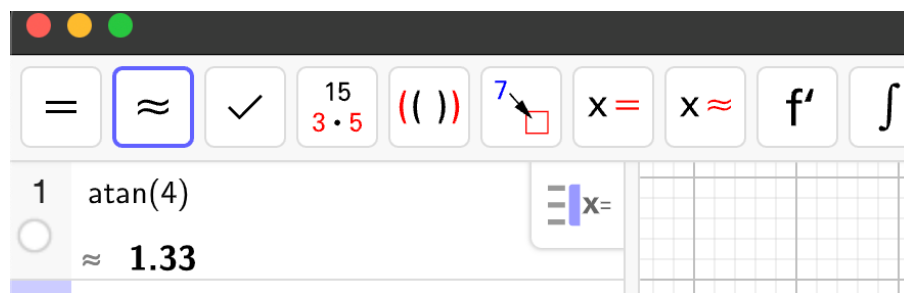 = ≈ ✓ 15 (( )) 7 x= x≈ f′ ∫
3 · 5
1 atan(4) x=
≈ 1.33